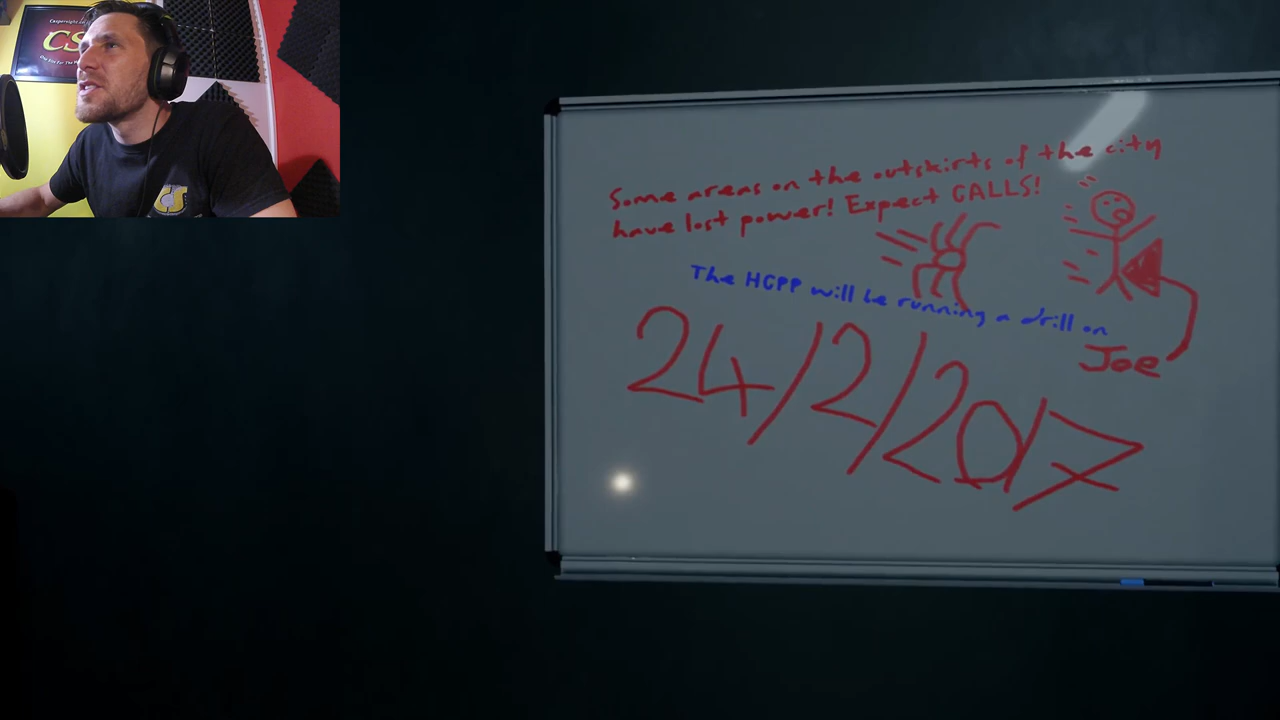 CS
Some areas on the outskirts of the city
have lost power! Expect CALLS!
The HCPP will be running a drill on
Joe
24/2/2017